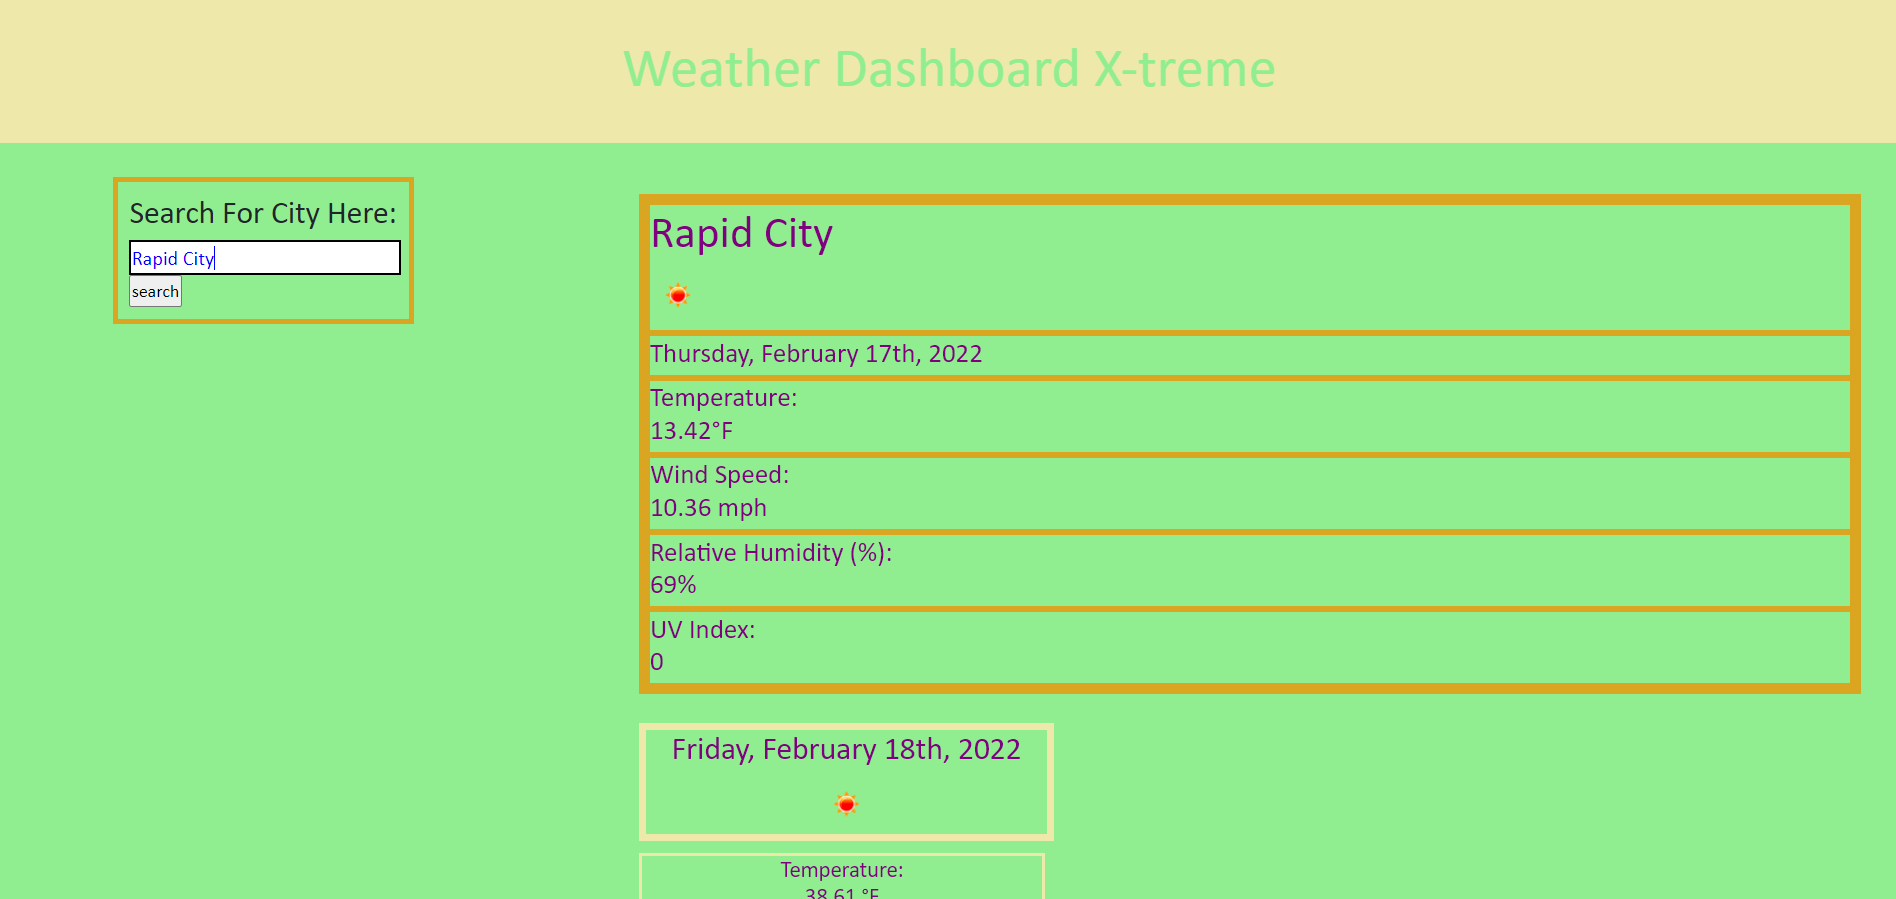 Weather Dashboard X-treme
Search For City Here:
Rapid City
search
Rapid City
Thursday, February 17th, 2022
Temperature:
13.42°F
Wind Speed:
10.36 mph
Relative Humidity (%):
69%
UV Index:
0
Friday, February 18th, 2022
Temperature:
38.61 °F